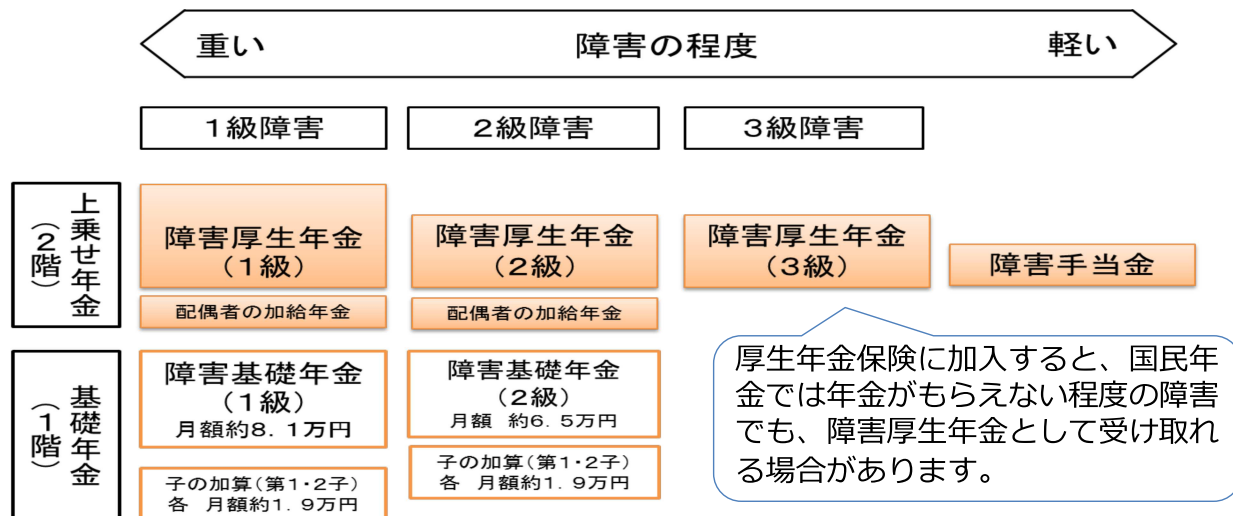 重い 障害の程度 軽い
1級障害 2級障害 3級障害
上乗せ年金
（2階）
障害厚生年金
（1級）
配偶者の加給年金
障害厚生年金
（2級）
配偶者の加給年金
障害厚生年金
（3級）
障害手当金
基礎年金
（1階）
障害基礎年金
（1級）
月額約8．1万円
子の加算（第1・2子）
各　月額約1．9万円
障害基礎年金
（2級）
月額　約6．5万円
子の加算（第1・2子）
各　月額約1．9万円
厚生年金保険に加入すると、国民年
金では年金がもらえない程度の障害
でも、障害厚生年金として受け取れ
る場合があります。